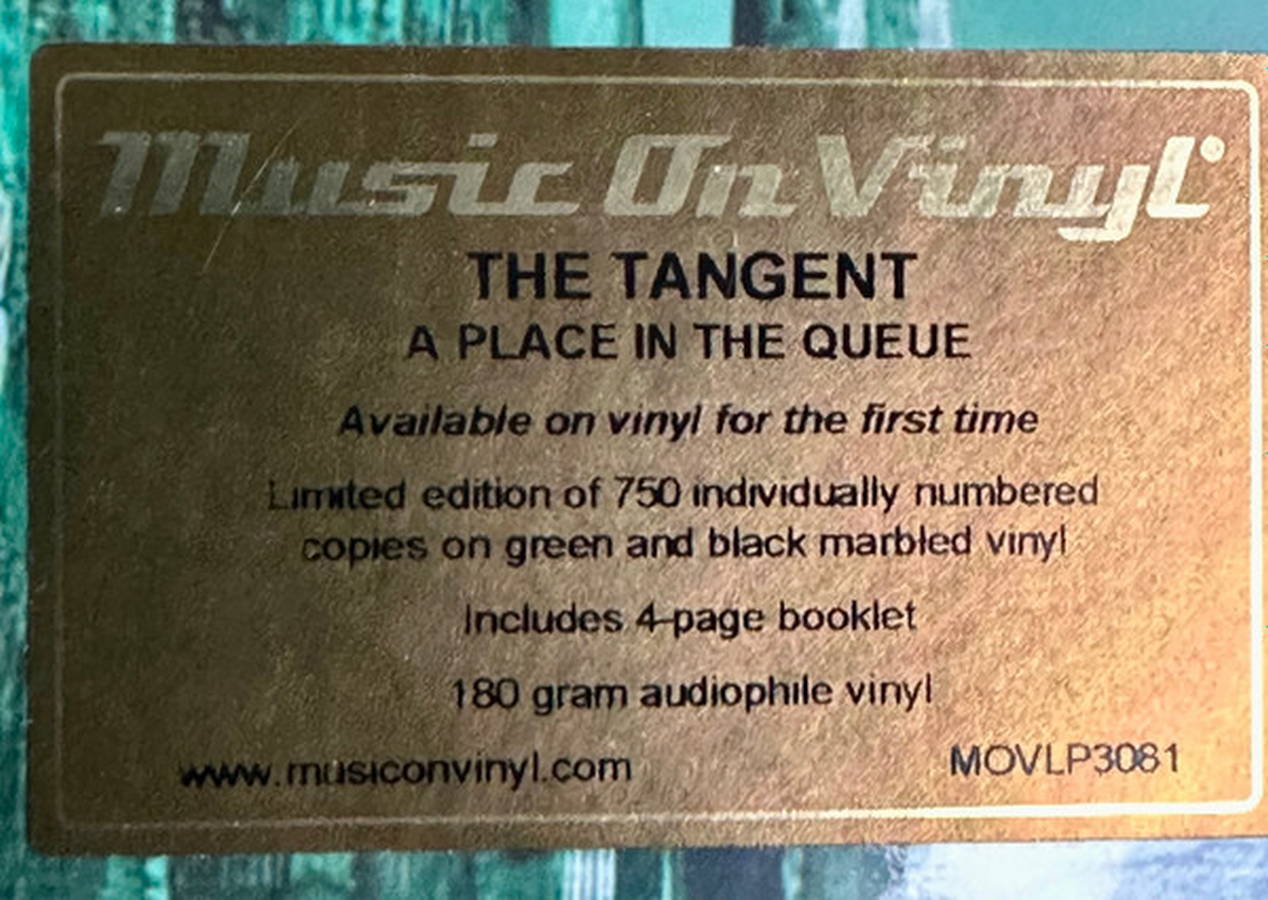 Music On Vinyl
THE TANGENT
A PLACE IN THE QUEUE
Available on vinyl for the first time
Limited edition of 750 individually numbered
copies on green and black marbled vinyl
Includes 4-page booklet
180 gram audiophile vinyl
www.musiconvinyl.com
MOVLP3081